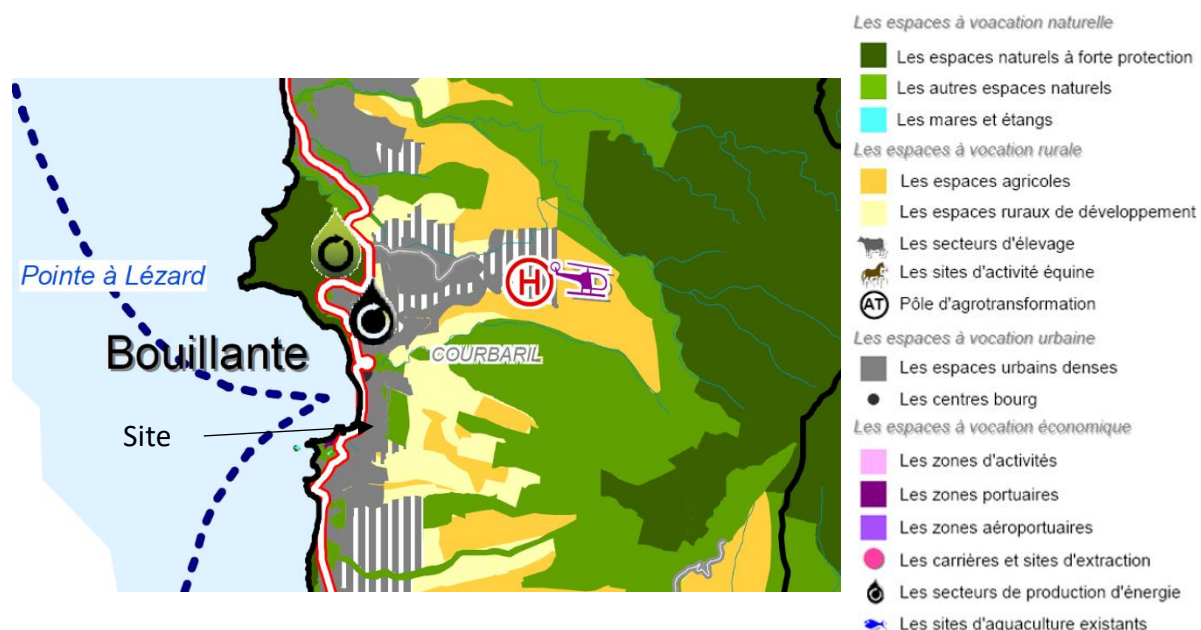 Pointe à Lézard
Bouillante
COURBARIL
Site
H
Les espaces à voacation naturelle
Les espaces naturels à forte protection
Les autres espaces naturels
Les mares et étangs
Les espaces à vocation rurale
Les espaces agricoles
Les espaces ruraux de développement
Les secteurs d'élevage
Les sites d'activité équine
AT Pôle d'agrotransformation
Les espaces à vocation urbaine
Les espaces urbains denses
Les centres bourg
Les espaces à vocation économique
Les zones d'activités
Les zones portuaires
Les zones aéroportuaires
Les carrières et sites d'extraction
Les secteurs de production d'énergie
Les sites d'aquaculture existants